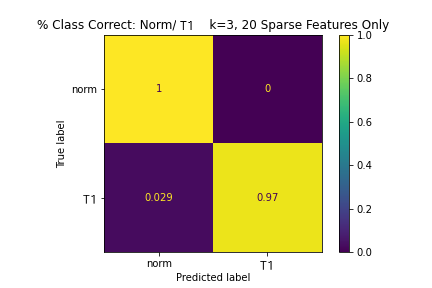 % Class Correct: Norm/ T1 k=3, 20 Sparse Features Only
1.0
norm 1 0
0.8
True label
0.6
0.4
T1 0.029 0.97
0.2
0.0
norm T1
Predicted label